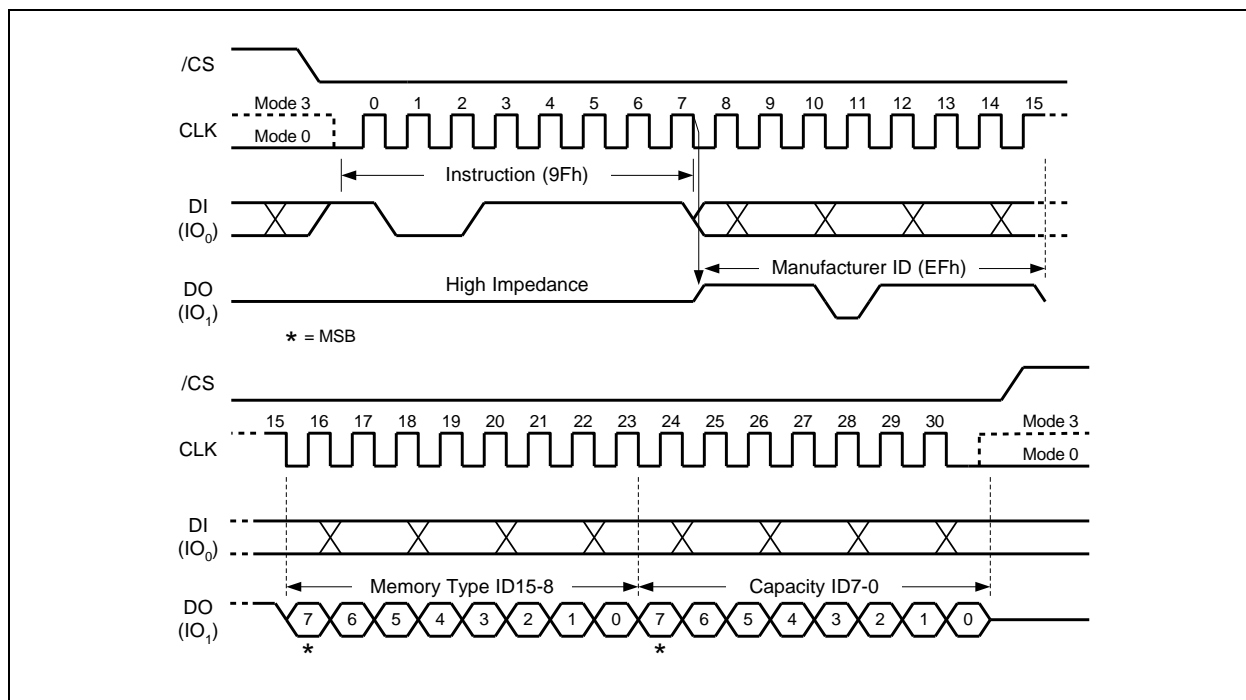 /CS
Mode 3 0 1 2 3 4 5 6 7 8 9 10 11 12 13 14 15
CLK
Mode 0
Instruction (9Fh)
DI
(IO0)
Manufacturer ID (EFh)
High Impedance
DO
(IO1)
* = MSB
/CS
15 16 17 18 19 20 21 22 23 24 25 26 27 28 29 30 Mode 3
CLK
Mode 0
DI
(IO0)
Memory Type ID15-8 Capacity ID7-0
DO
(IO1)
7 6 5 4 3 2 1 0 7 6 5 4 3 2 1 0
* *